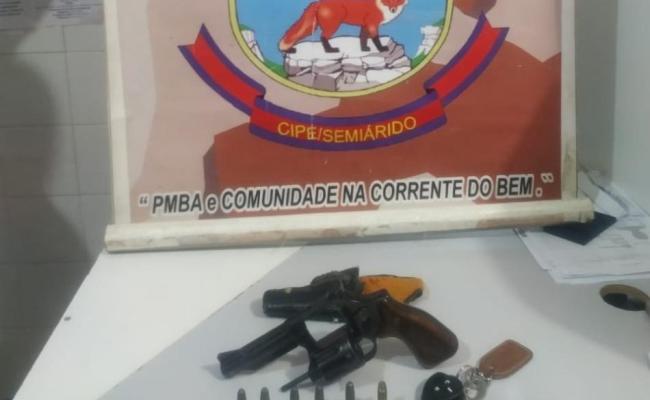 CIPE/SEMIÁRIDO
“ PMBA e COMUNIDADE NA CORRENTE DO BEM . ”